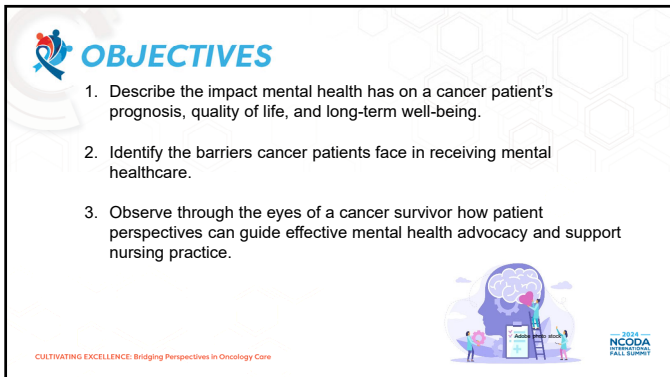 OBJECTIVES
1. Describe the impact mental health has on a cancer patient's
prognosis, quality of life, and long-term well-being.
2. Identify the barriers cancer patients face in receiving mental
healthcare.
3. Observe through the eyes of a cancer survivor how patient
perspectives can guide effective mental health advocacy and support
nursing practice.
Adobe photo stock
CULTIVATING EXCELLENCE: Bridging Perspectives in Oncology Care
2024
NCODA
INTERNATIONAL
FALL SUMMIT